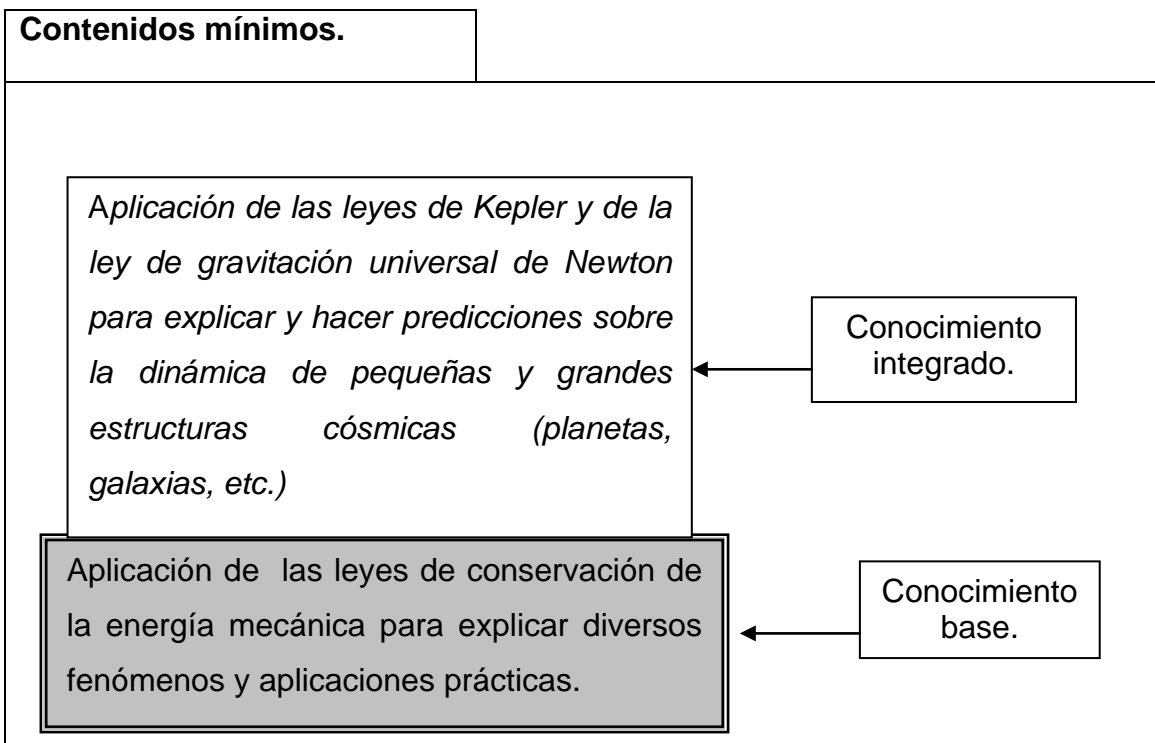 Contenidos mínimos.
Aplicación de las leyes de Kepler y de la
ley de gravitación universal de Newton
para explicar y hacer predicciones sobre
la dinámica de pequeñas y grandes
estructuras cósmicas (planetas,
galaxias, etc.)
Conocimiento
integrado.
Aplicación de las leyes de conservación de
la energía mecánica para explicar diversos
fenómenos y aplicaciones prácticas.
Conocimiento
base.